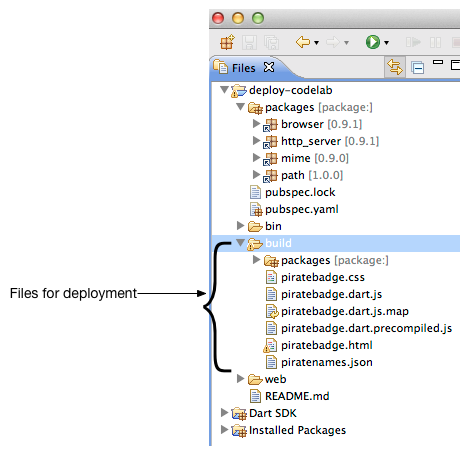 Files
deploy-codelab
packages [package:]
browser [0.9.1]
http_server [0.9.1]
mime [0.9.0]
path [1.0.0]
pubspec.lock
pubspec.yaml
bin
build
packages [package:]
piratebadge.css
piratebadge.dart.js
Files for deployment
piratebadge.dart.js.map
piratebadge.dart.precompiled.js
piratebadge.html
piratenames.json
web
README.md
Dart SDK
Installed Packages